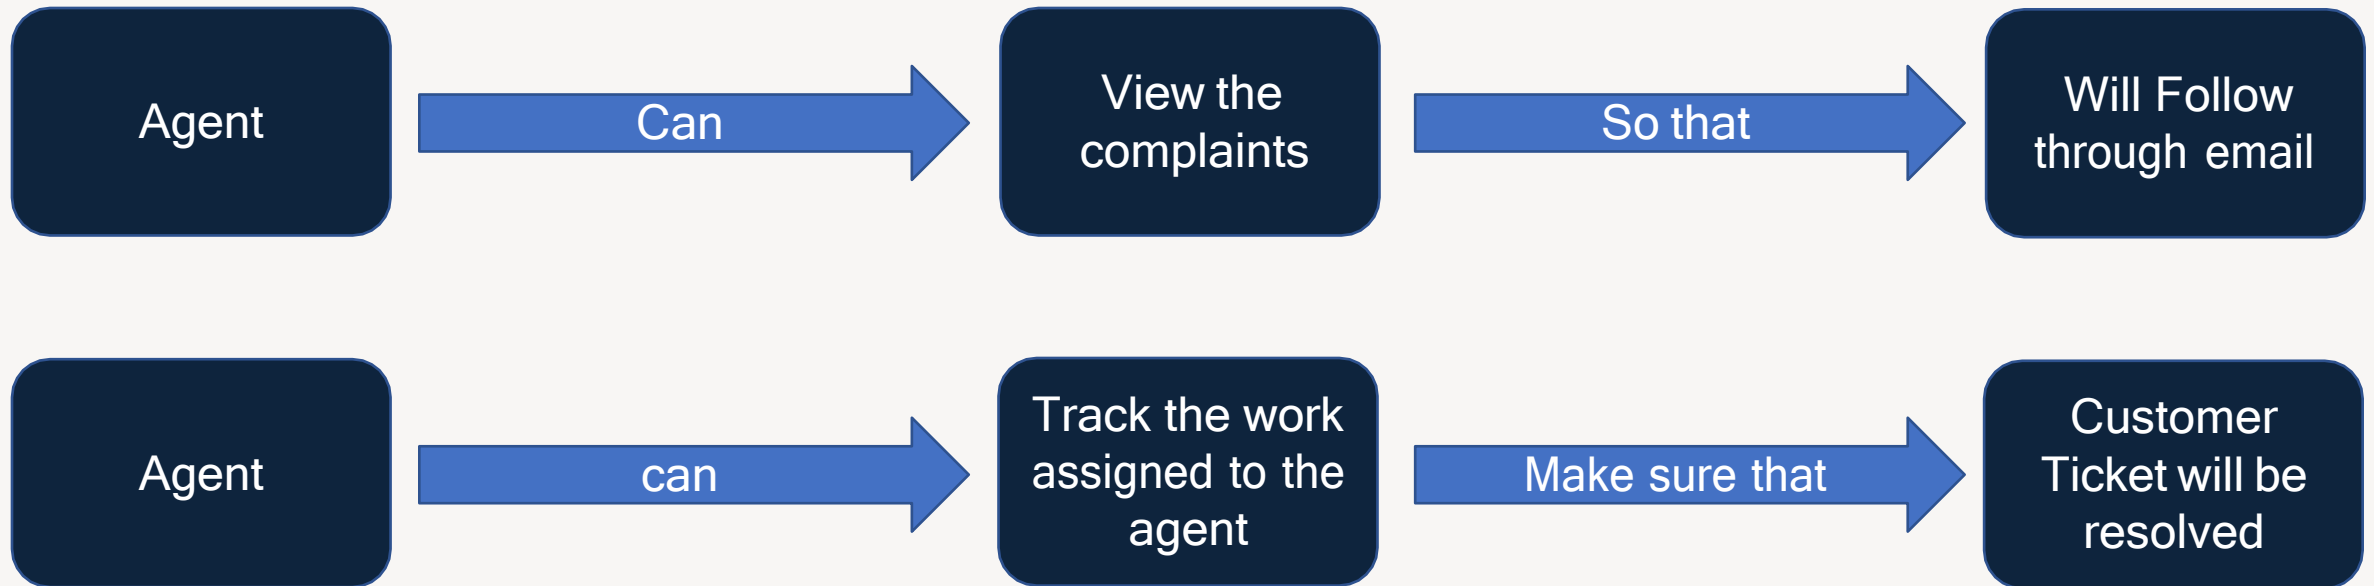 Agent
Can
View the
complaints
So that
Will Follow
through email
Agent
can
Track the work
assigned to the
agent
Make sure that
Customer
Ticket will be
resolved